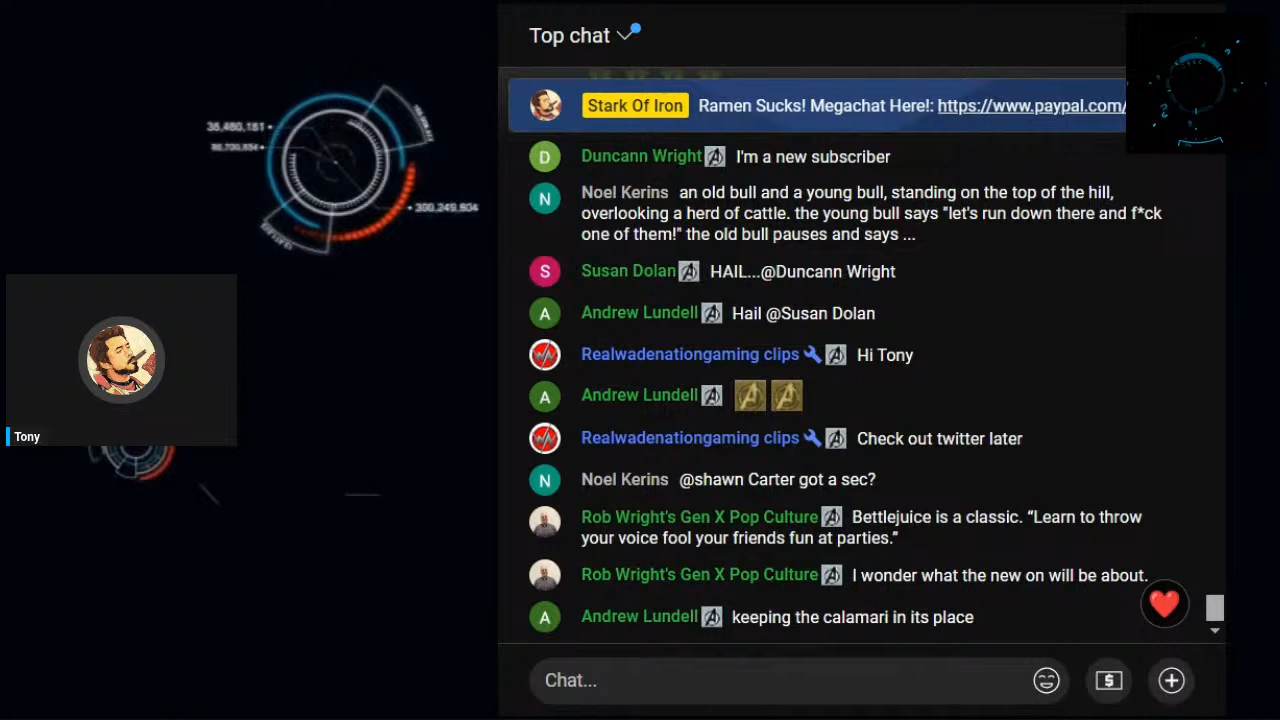 Top chat
Stark Of Iron Ramen Sucks! Megachat Here!: https://www.paypal.com/
D Duncann Wright I'm a new subscriber
N Noel Kerins an old bull and a young bull, standing on the top of the hill,
overlooking a herd of cattle. the young bull says "let's run down there and f*ck
one of them!" the old bull pauses and says ...
S Susan Dolan HAIL...@Duncann Wright
A Andrew Lundell Hail @Susan Dolan
Realwadenationgaming clips Hi Tony
A Andrew Lundell
Realwadenationgaming clips Check out twitter later
N Noel Kerins @shawn Carter got a sec?
Rob Wright's Gen X Pop Culture Bettlejuice is a classic. “Learn to throw
your voice fool your friends fun at parties.”
Rob Wright's Gen X Pop Culture I wonder what the new on will be about.
A Andrew Lundell keeping the calamari in its place
Chat...
Tony